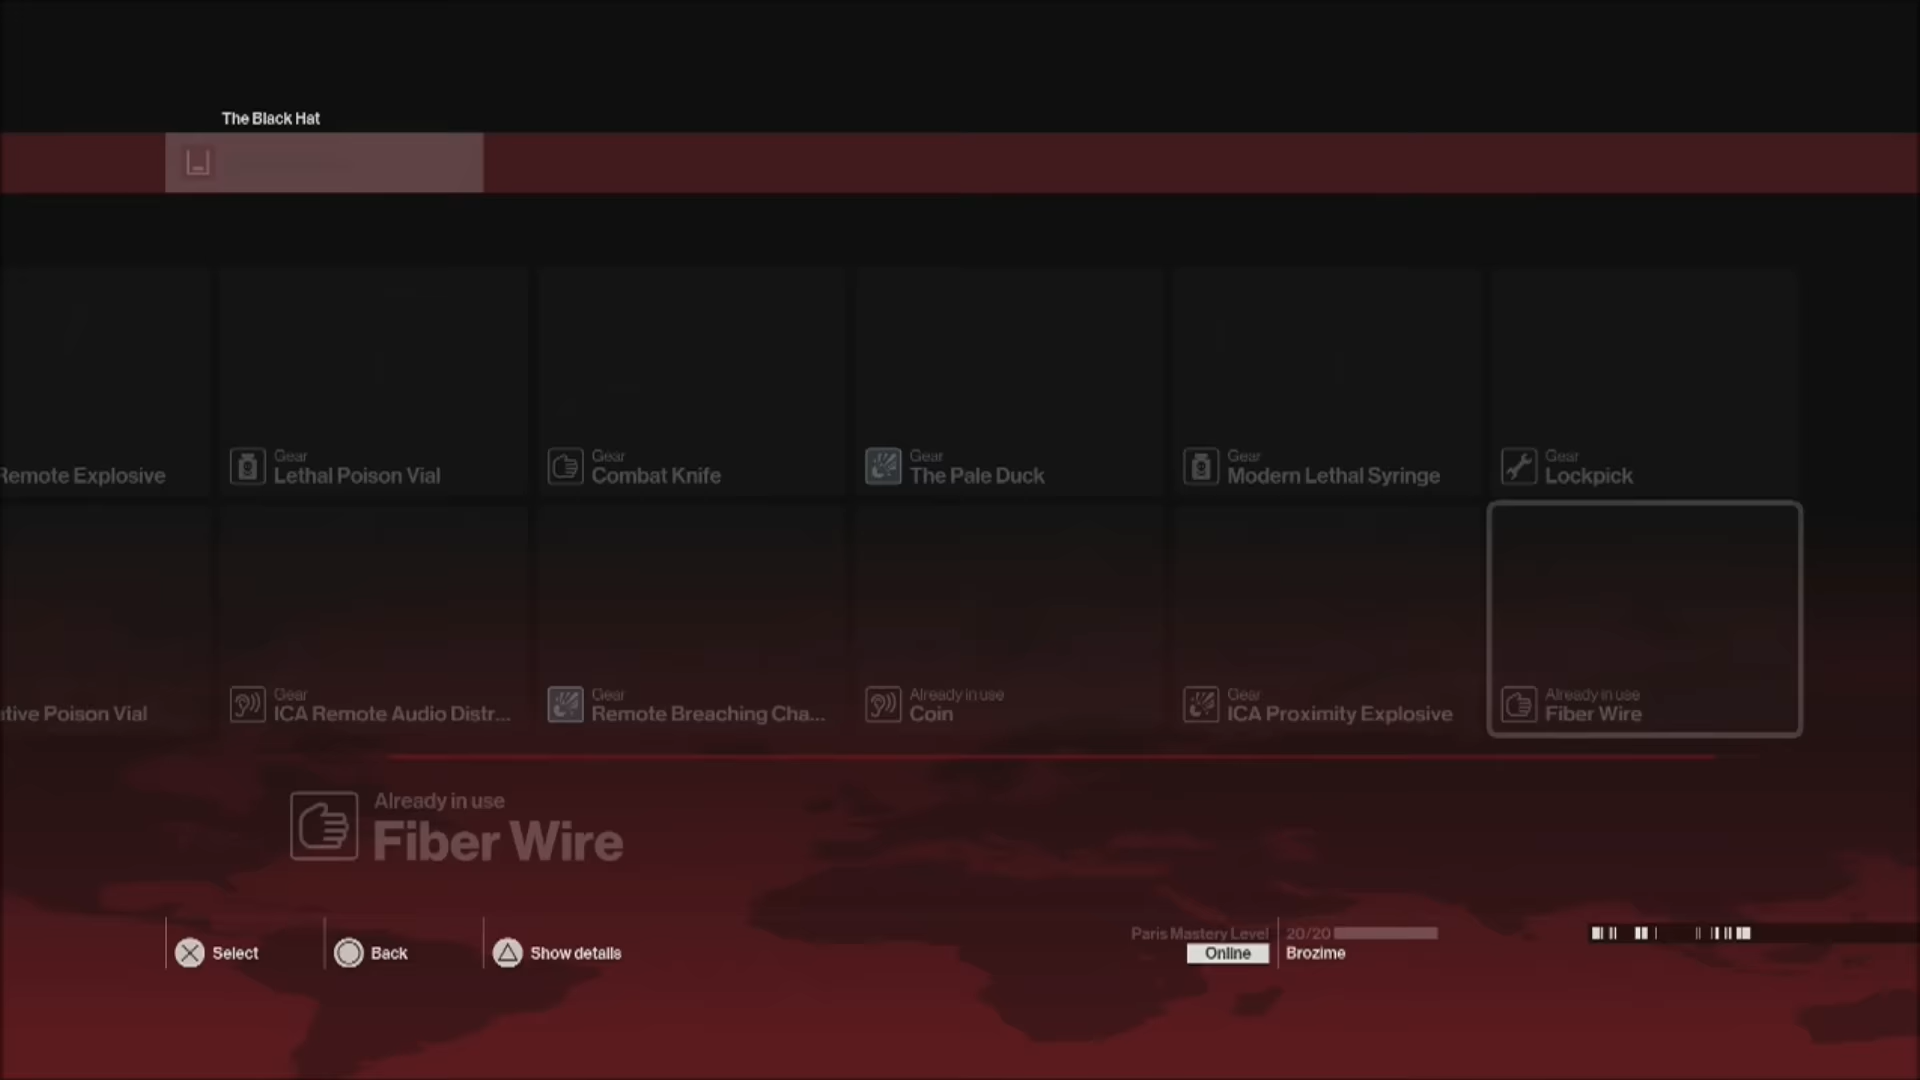 The Black Hat
Remote Explosive
Gear
Lethal Poison Vial
Gear
Combat Knife
Gear
The Pale Duck
Gear
Modern Lethal Syringe
Gear
Lockpick
tive Poison Vial
Gear
ICA Remote Audio Distr...
Gear
Remote Breaching Cha...
Already in use
Coin
Gear
ICA Proximity Explosive
Already in use
Fiber Wire
Already in use
Fiber Wire
Select
Back
Show details
Paris Mastery Level
20/20
Online
Brozime